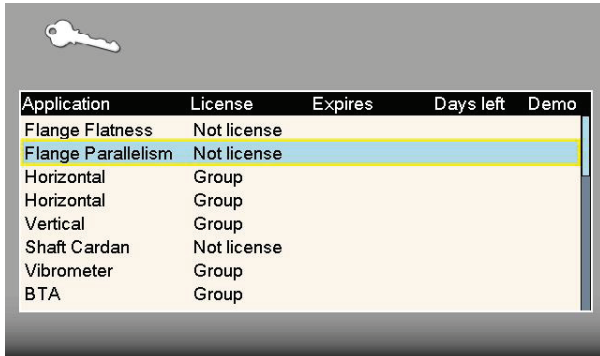 Application License Expires Days left Demo
Flange Flatness Not license
Flange Parallelism Not license
Horizontal Group
Horizontal Group
Vertical Group
Shaft Cardan Not license
Vibrometer Group
BTA Group